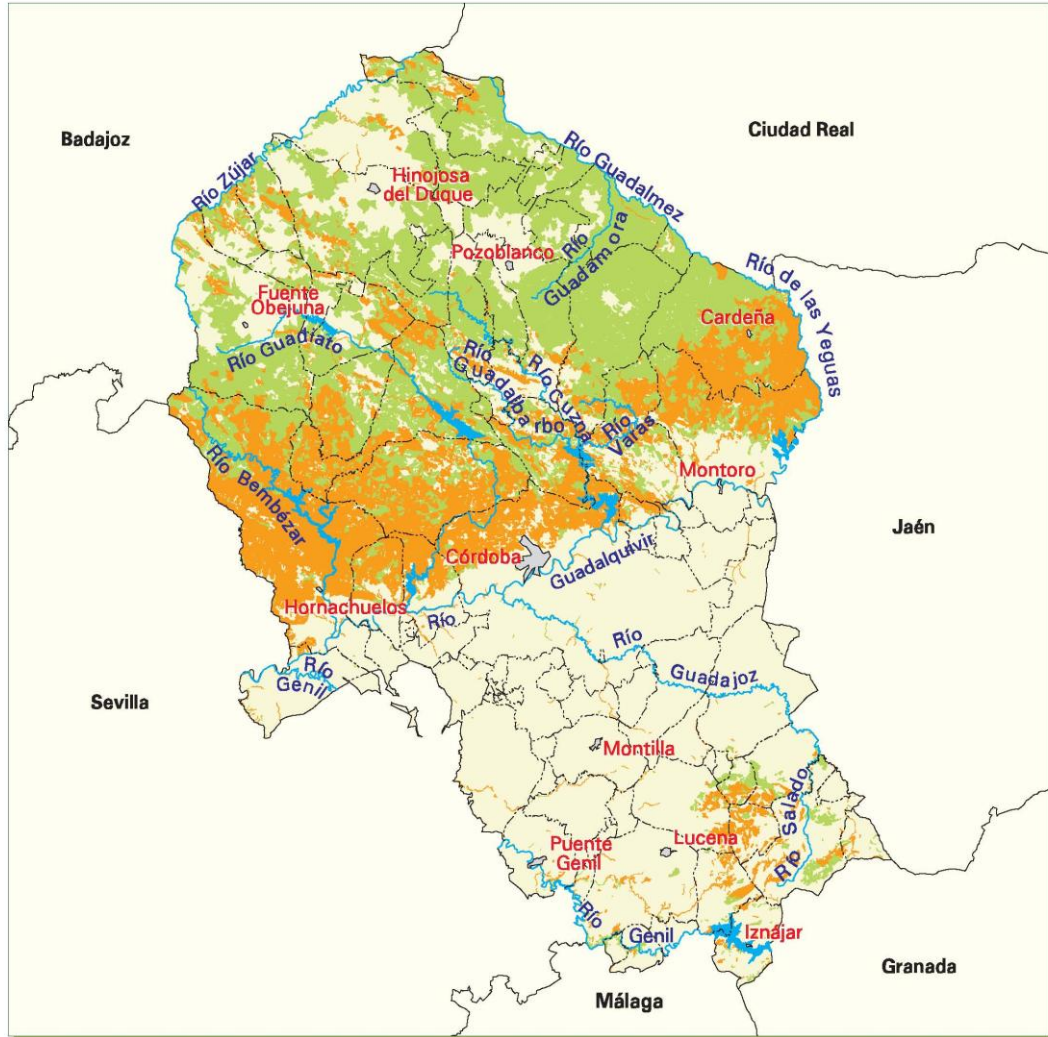 Badajoz
Ciudad Real
Río Zújar
Río Guadalmez
Hinojosa
del Duque
Río
Guadamora
Pozoblanco
Río de las Yeguas
Fuente
Obejuna
Cardeña
Río Guadiato
Río
Guadalba rbo
Río Cuzna
Río
Varas
Río Bembézar
Montoro
Jaén
Córdoba
Guadalquivir
Hornachuelos
Río
Río
Guadajoz
Río
Genil
Sevilla
Montilla
Río Salado
Puente
Genil
Lucena
Río
Genil
Iznájar
Granada
Málaga